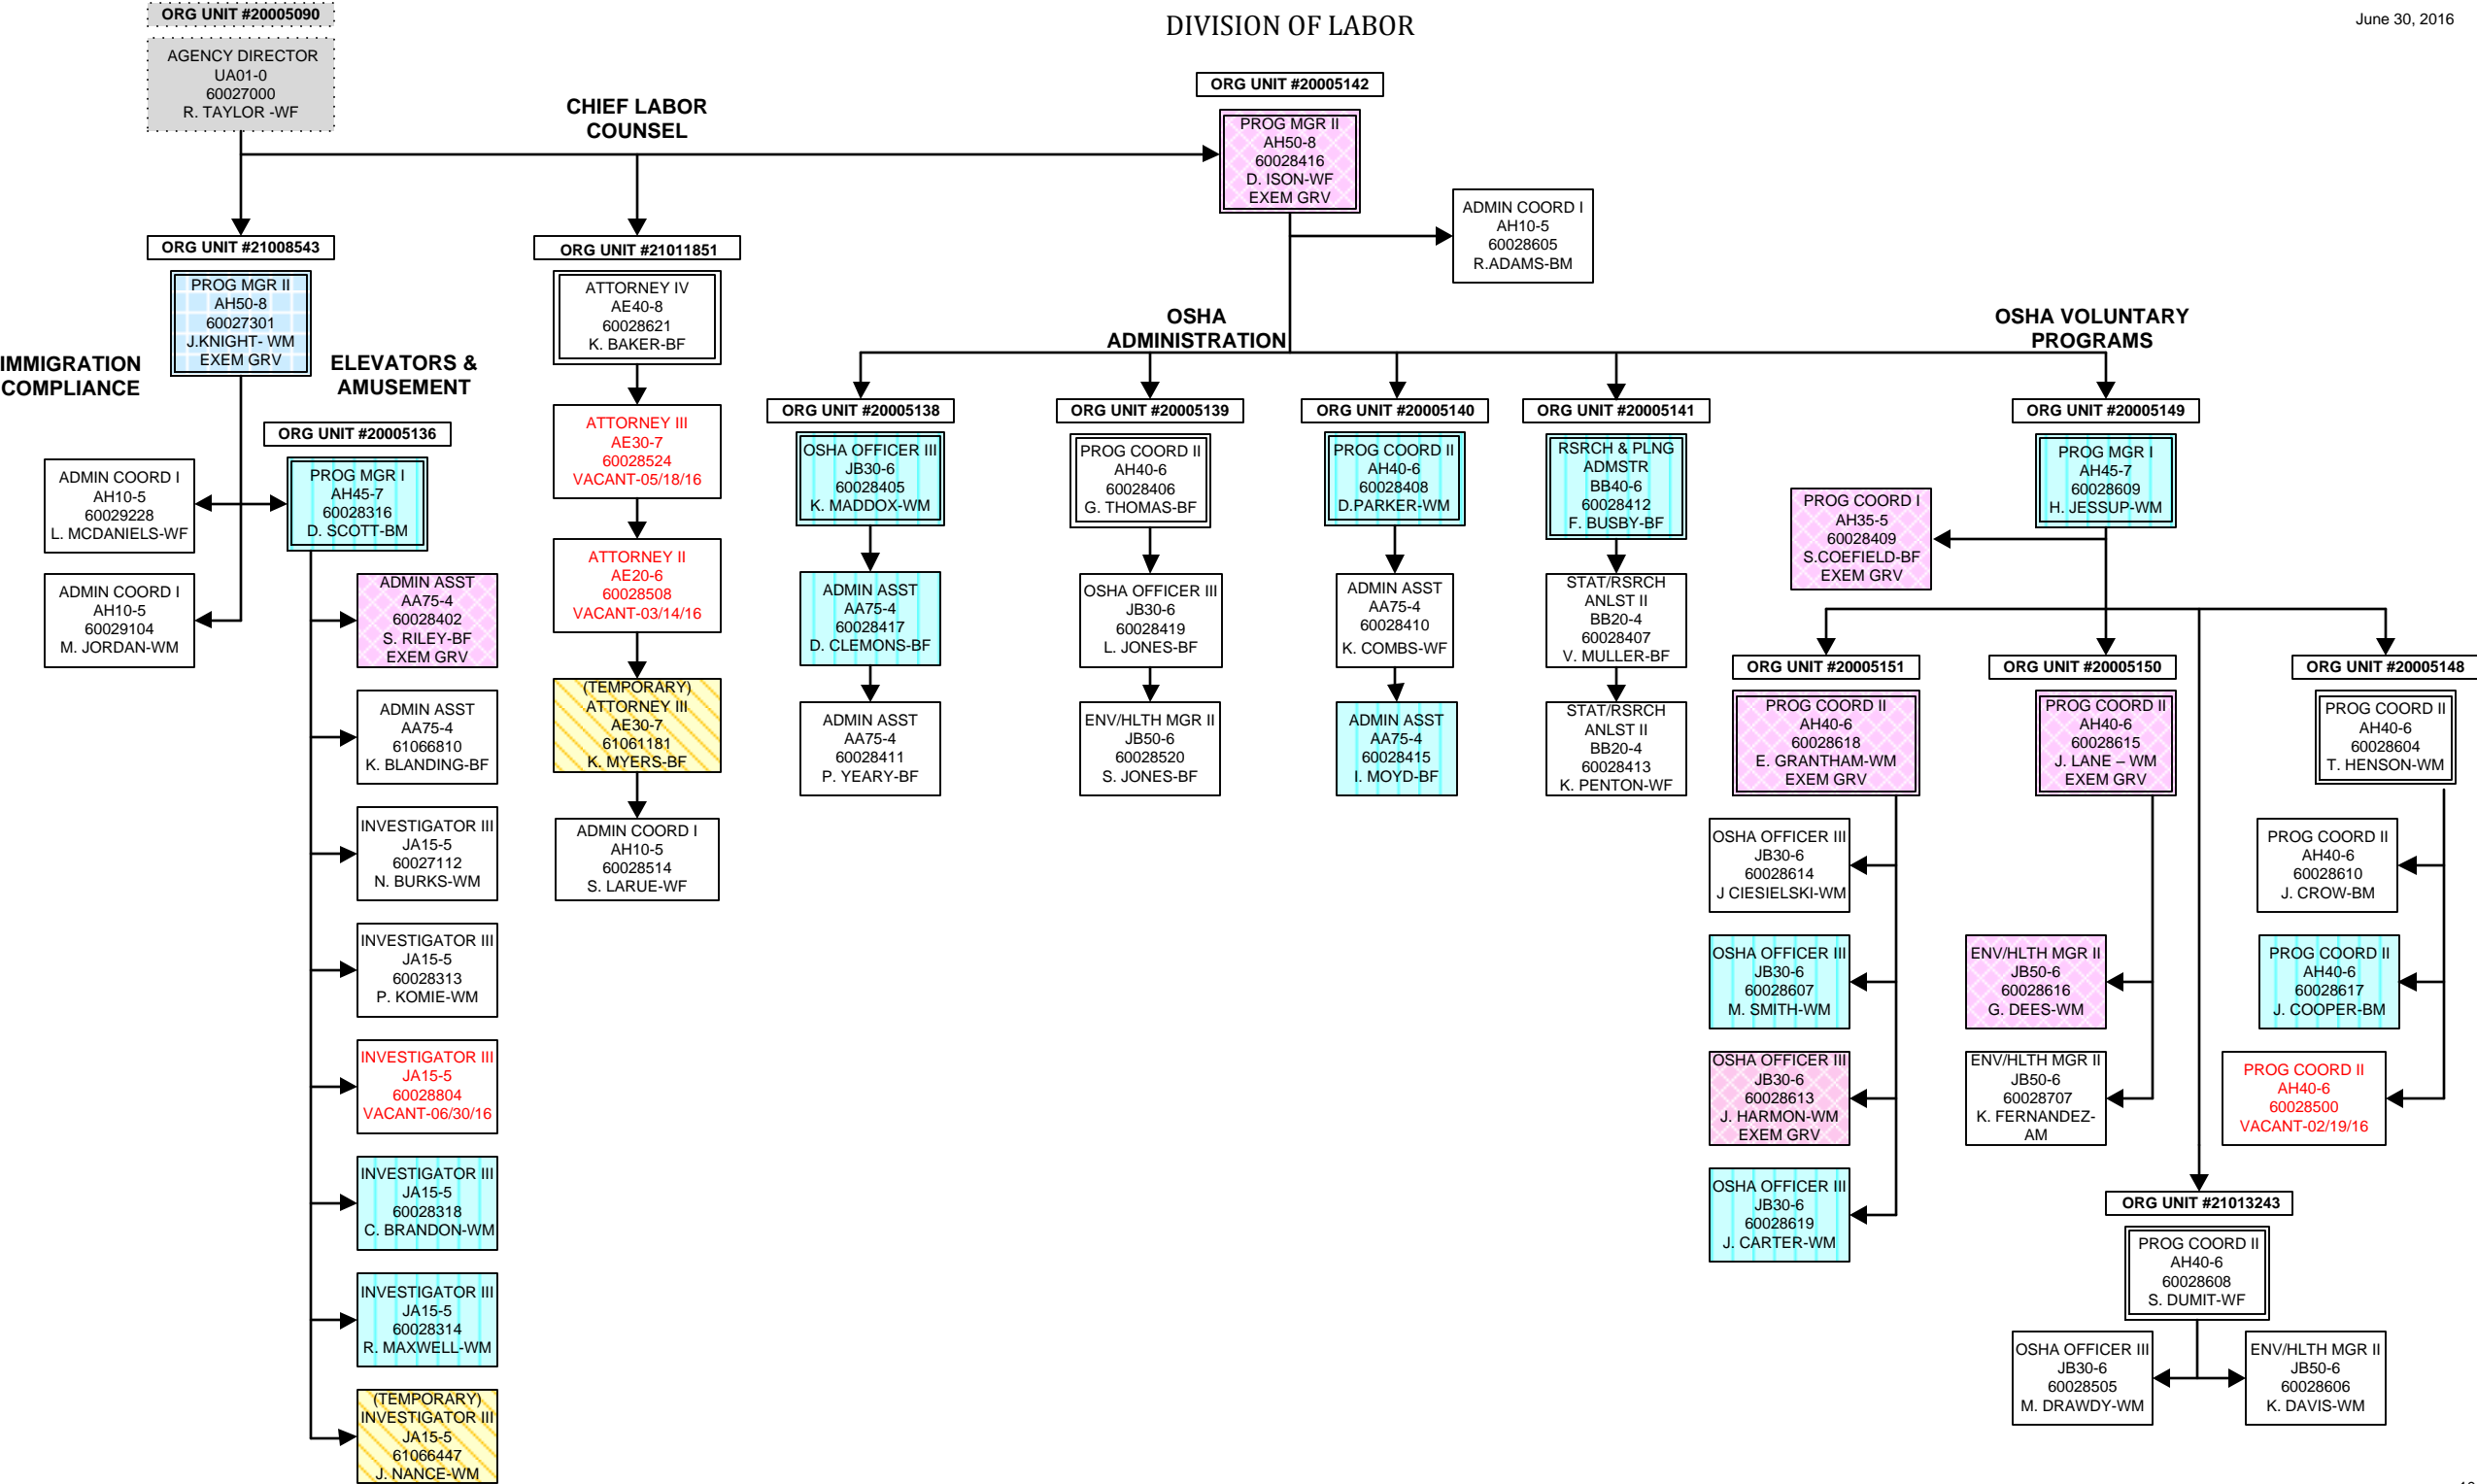 ORG UNIT #20005090
AGENCY DIRECTOR
UA01-0
60027000
R. TAYLOR -WF
DIVISION OF LABOR
June 30, 2016
CHIEF LABOR
COUNSEL
ORG UNIT #20005142
PROG MGR II
AH50-8
60028416
D. ISON-WF
EXEM GRV
ADMIN COORD I
AH10-5
60028605
R.ADAMS-BM
ORG UNIT #21008543
PROG MGR II
AH50-8
60027301
J.KNIGHT- WM
EXEM GRV
IMMIGRATION
COMPLIANCE
ELEVATORS &
AMUSEMENT
ADMIN COORD I
AH10-5
60029228
L. MCDANIELS-WF
ADMIN COORD I
AH10-5
60029104
M. JORDAN-WM
ORG UNIT #20005136
PROG MGR I
AH45-7
60028316
D. SCOTT-BM
ADMIN ASST
AA75-4
60028402
S. RILEY-BF
EXEM GRV
ADMIN ASST
AA75-4
61066810
K. BLANDING-BF
INVESTIGATOR III
JA15-5
60027112
N. BURKS-WM
INVESTIGATOR III
JA15-5
60028313
P. KOMIE-WM
INVESTIGATOR III
JA15-5
60028804
VACANT-06/30/16
INVESTIGATOR III
JA15-5
60028318
C. BRANDON-WM
INVESTIGATOR III
JA15-5
60028314
R. MAXWELL-WM
(TEMPORARY)
INVESTIGATOR III
JA15-5
61066447
J. NANCE-WM
ORG UNIT #21011851
ATTORNEY IV
AE40-8
60028621
K. BAKER-BF
ATTORNEY III
AE30-7
60028524
VACANT-05/18/16
ATTORNEY II
AE20-6
60028508
VACANT-03/14/16
(TEMPORARY)
ATTORNEY III
AE30-7
61061181
K. MYERS-BF
ADMIN COORD I
AH10-5
60028514
S. LARUE-WF
OSHA
ADMINISTRATION
ORG UNIT #20005138
OSHA OFFICER III
JB30-6
60028405
K. MADDOX-WM
ADMIN ASST
AA75-4
60028417
D. CLEMONS-BF
ADMIN ASST
AA75-4
60028411
P. YEARY-BF
ORG UNIT #20005139
PROG COORD II
AH40-6
60028406
G. THOMAS-BF
OSHA OFFICER III
JB30-6
60028419
L. JONES-BF
ENV/HLTH MGR II
JB50-6
60028520
S. JONES-BF
ORG UNIT #20005140
PROG COORD II
AH40-6
60028408
D.PARKER-WM
ADMIN ASST
AA75-4
60028410
K. COMBS-WF
ADMIN ASST
AA75-4
60028415
I. MOYD-BF
ORG UNIT #20005141
RSRCH & PLNG
ADMSTR
BB40-6
60028412
F. BUSBY-BF
STAT/RSRCH
ANLST II
BB20-4
60028407
V. MULLER-BF
STAT/RSRCH
ANLST II
BB20-4
60028413
K. PENTON-WF
OSHA VOLUNTARY
PROGRAMS
ORG UNIT #20005149
PROG MGR I
AH45-7
60028609
H. JESSUP-WM
PROG COORD I
AH35-5
60028409
S.COEFIELD-BF
EXEM GRV
ORG UNIT #20005151
PROG COORD II
AH40-6
60028618
E. GRANTHAM-WM
EXEM GRV
OSHA OFFICER III
JB30-6
60028614
J CIESIELSKI-WM
OSHA OFFICER III
JB30-6
60028607
M. SMITH-WM
OSHA OFFICER III
JB30-6
60028613
J. HARMON-WM
EXEM GRV
OSHA OFFICER III
JB30-6
60028619
J. CARTER-WM
ORG UNIT #20005150
PROG COORD II
AH40-6
60028615
J. LANE – WM
EXEM GRV
ENV/HLTH MGR II
JB50-6
60028616
G. DEES-WM
ENV/HLTH MGR II
JB50-6
60028707
K. FERNANDEZ-
AM
ORG UNIT #20005148
PROG COORD II
AH40-6
60028604
T. HENSON-WM
PROG COORD II
AH40-6
60028610
J. CROW-BM
PROG COORD II
AH40-6
60028617
J. COOPER-BM
PROG COORD II
AH40-6
60028500
VACANT-02/19/16
ORG UNIT #21013243
PROG COORD II
AH40-6
60028608
S. DUMIT-WF
OSHA OFFICER III
JB30-6
60028505
M. DRAWDY-WM
ENV/HLTH MGR II
JB50-6
60028606
K. DAVIS-WM